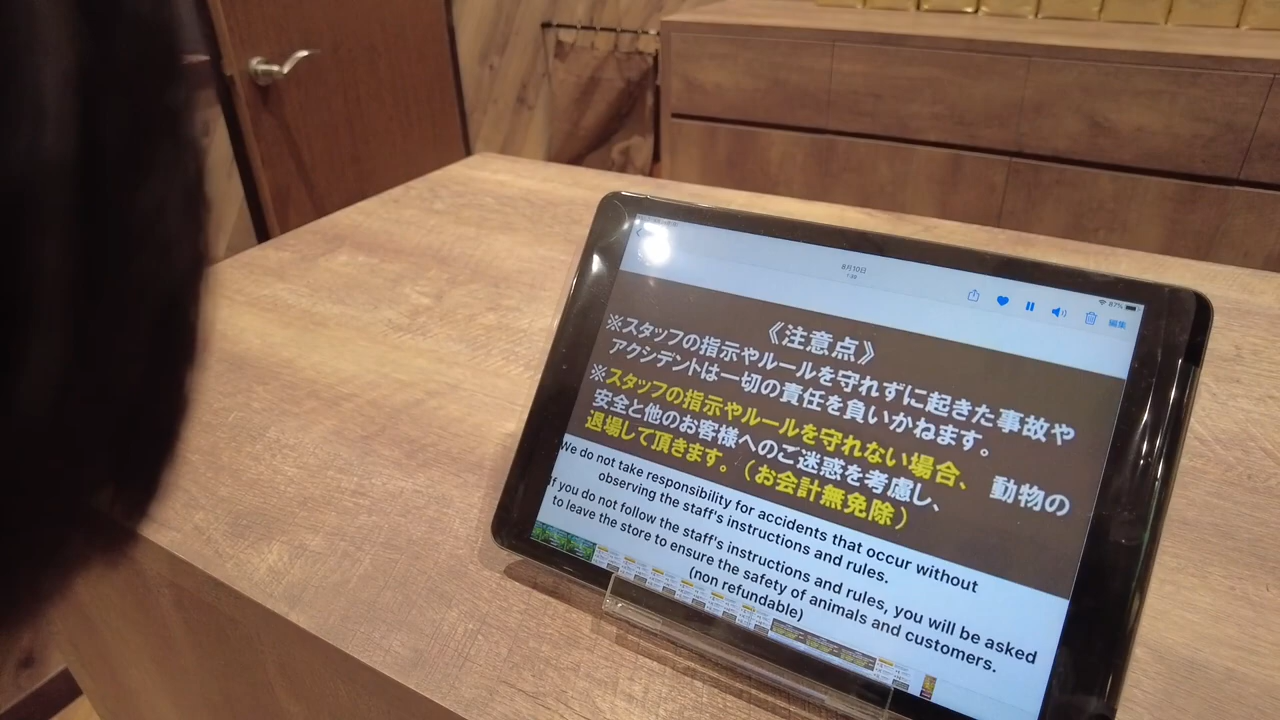 8月10日
87%
編集
《注意点》
※スタッフの指示やルールを守れずに起きた事故や
アクシデントは一切の責任を負いかねます。
※スタッフの指示やルールを守れない場合、 動物の
安全と他のお客様へのご迷惑を考慮し、
退場して頂きます。(お会計無免除)
We do not take responsibility for accidents that occur without
observing the staff's instructions and rules.
If you do not follow the staff's instructions and rules, you will be asked
to leave the store to ensure the safety of animals and customers.
(non refundable)